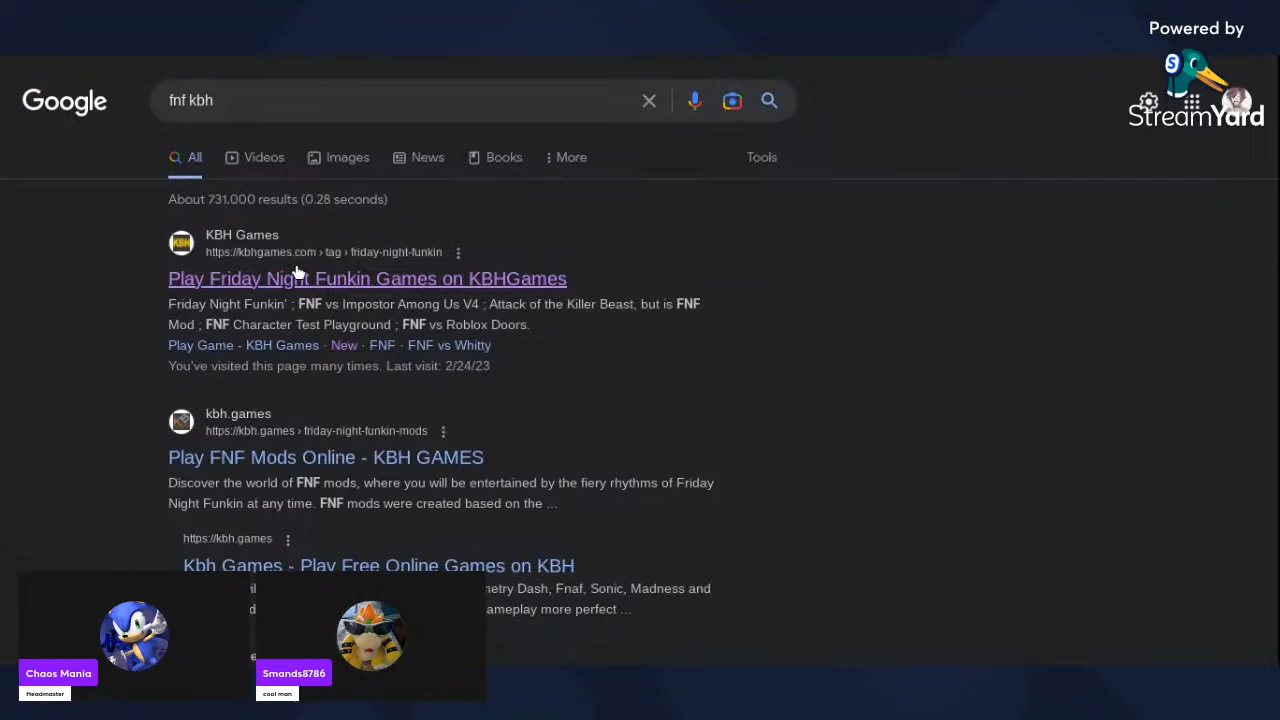 Powered by
StreamYard
Google
fnf kbh
All
Videos
Images
News
Books
More
Tools
About 731,000 results (0.28 seconds)
KBH
KBH Games
https://kbhgames.com › tag › friday-night-funkin
Play Friday Night Funkin Games on KBHGames
Friday Night Funkin' ; FNF vs Impostor Among Us V4 ; Attack of the Killer Beast, but is FNF
Mod ; FNF Character Test Playground ; FNF vs Roblox Doors.
Play Game - KBH Games · New · FNF · FNF vs Whitty
You've visited this page many times. Last visit: 2/24/23
kbh.games
https://kbh.games › friday-night-funkin-mods
Play FNF Mods Online - KBH GAMES
Discover the world of FNF mods, where you will be entertained by the fiery rhythms of Friday
Night Funkin at any time. FNF mods were created based on the ...
https://kbh.games
Kbh Games - Play Free Online Games on KBH
etry Dash, Fnaf, Sonic, Madness and
ameplay more perfect ...
Chaos Mania
Headmaster
Smands8786
cool man